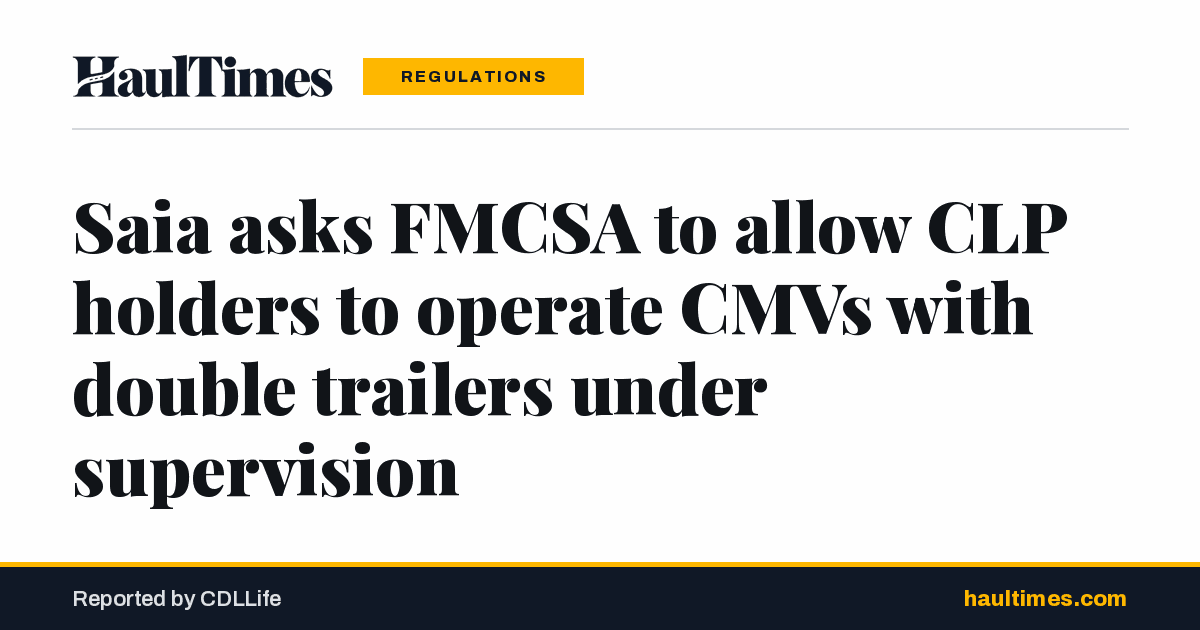 HaulTimes
REGULATIONS
Saia asks FMCSA to allow CLP
holders to operate CMVs with
double trailers under
supervision
Reported by CDLLife
haultimes.com